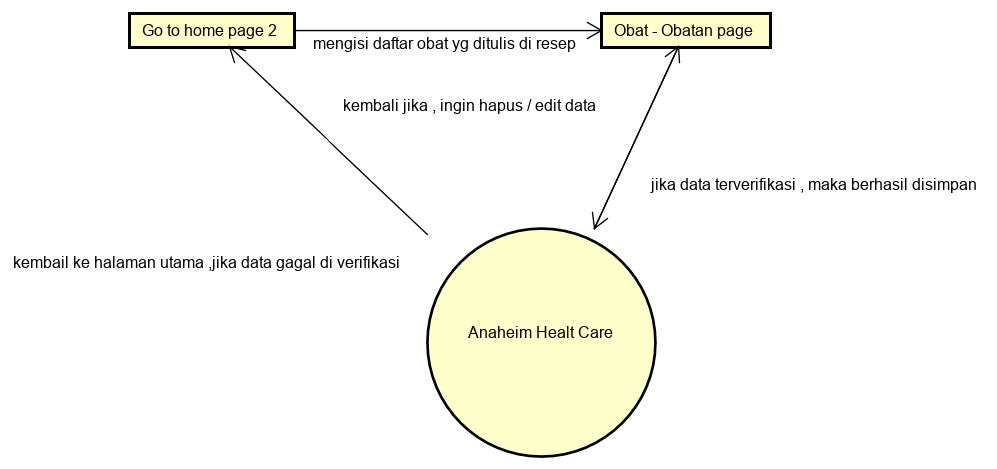 Go to home page 2
Obat - Obatan page
mengisi daftar obat yg ditulis di resep
kembali jika , ingin hapus / edit data
jika data terverifikasi , maka berhasil disimpan
kembail ke halaman utama ,jika data gagal di verifikasi
Anaheim Healt Care